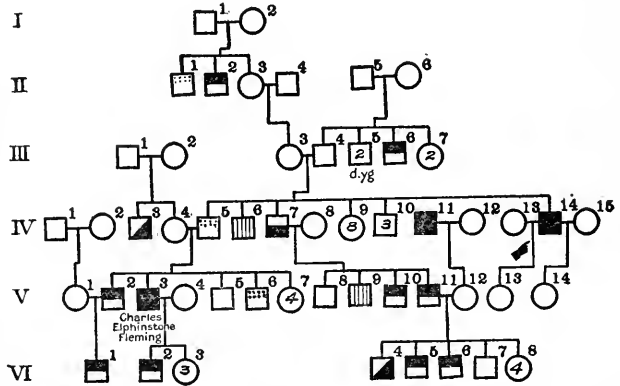 I 1 2
II 1 2 3 4 5 6
III 1 2 3 4 2 5 6 2 7
d.yg
IV 1 2 3 4 5 6 7 8 8 9 3 10 11 12 13 14 15
V 1 2 3 4 5 6 4 7 8 9 10 11 12 13 14
Charles
Elphinstone
Fleming
VI 1 2 3 3 4 5 6 7 4 8